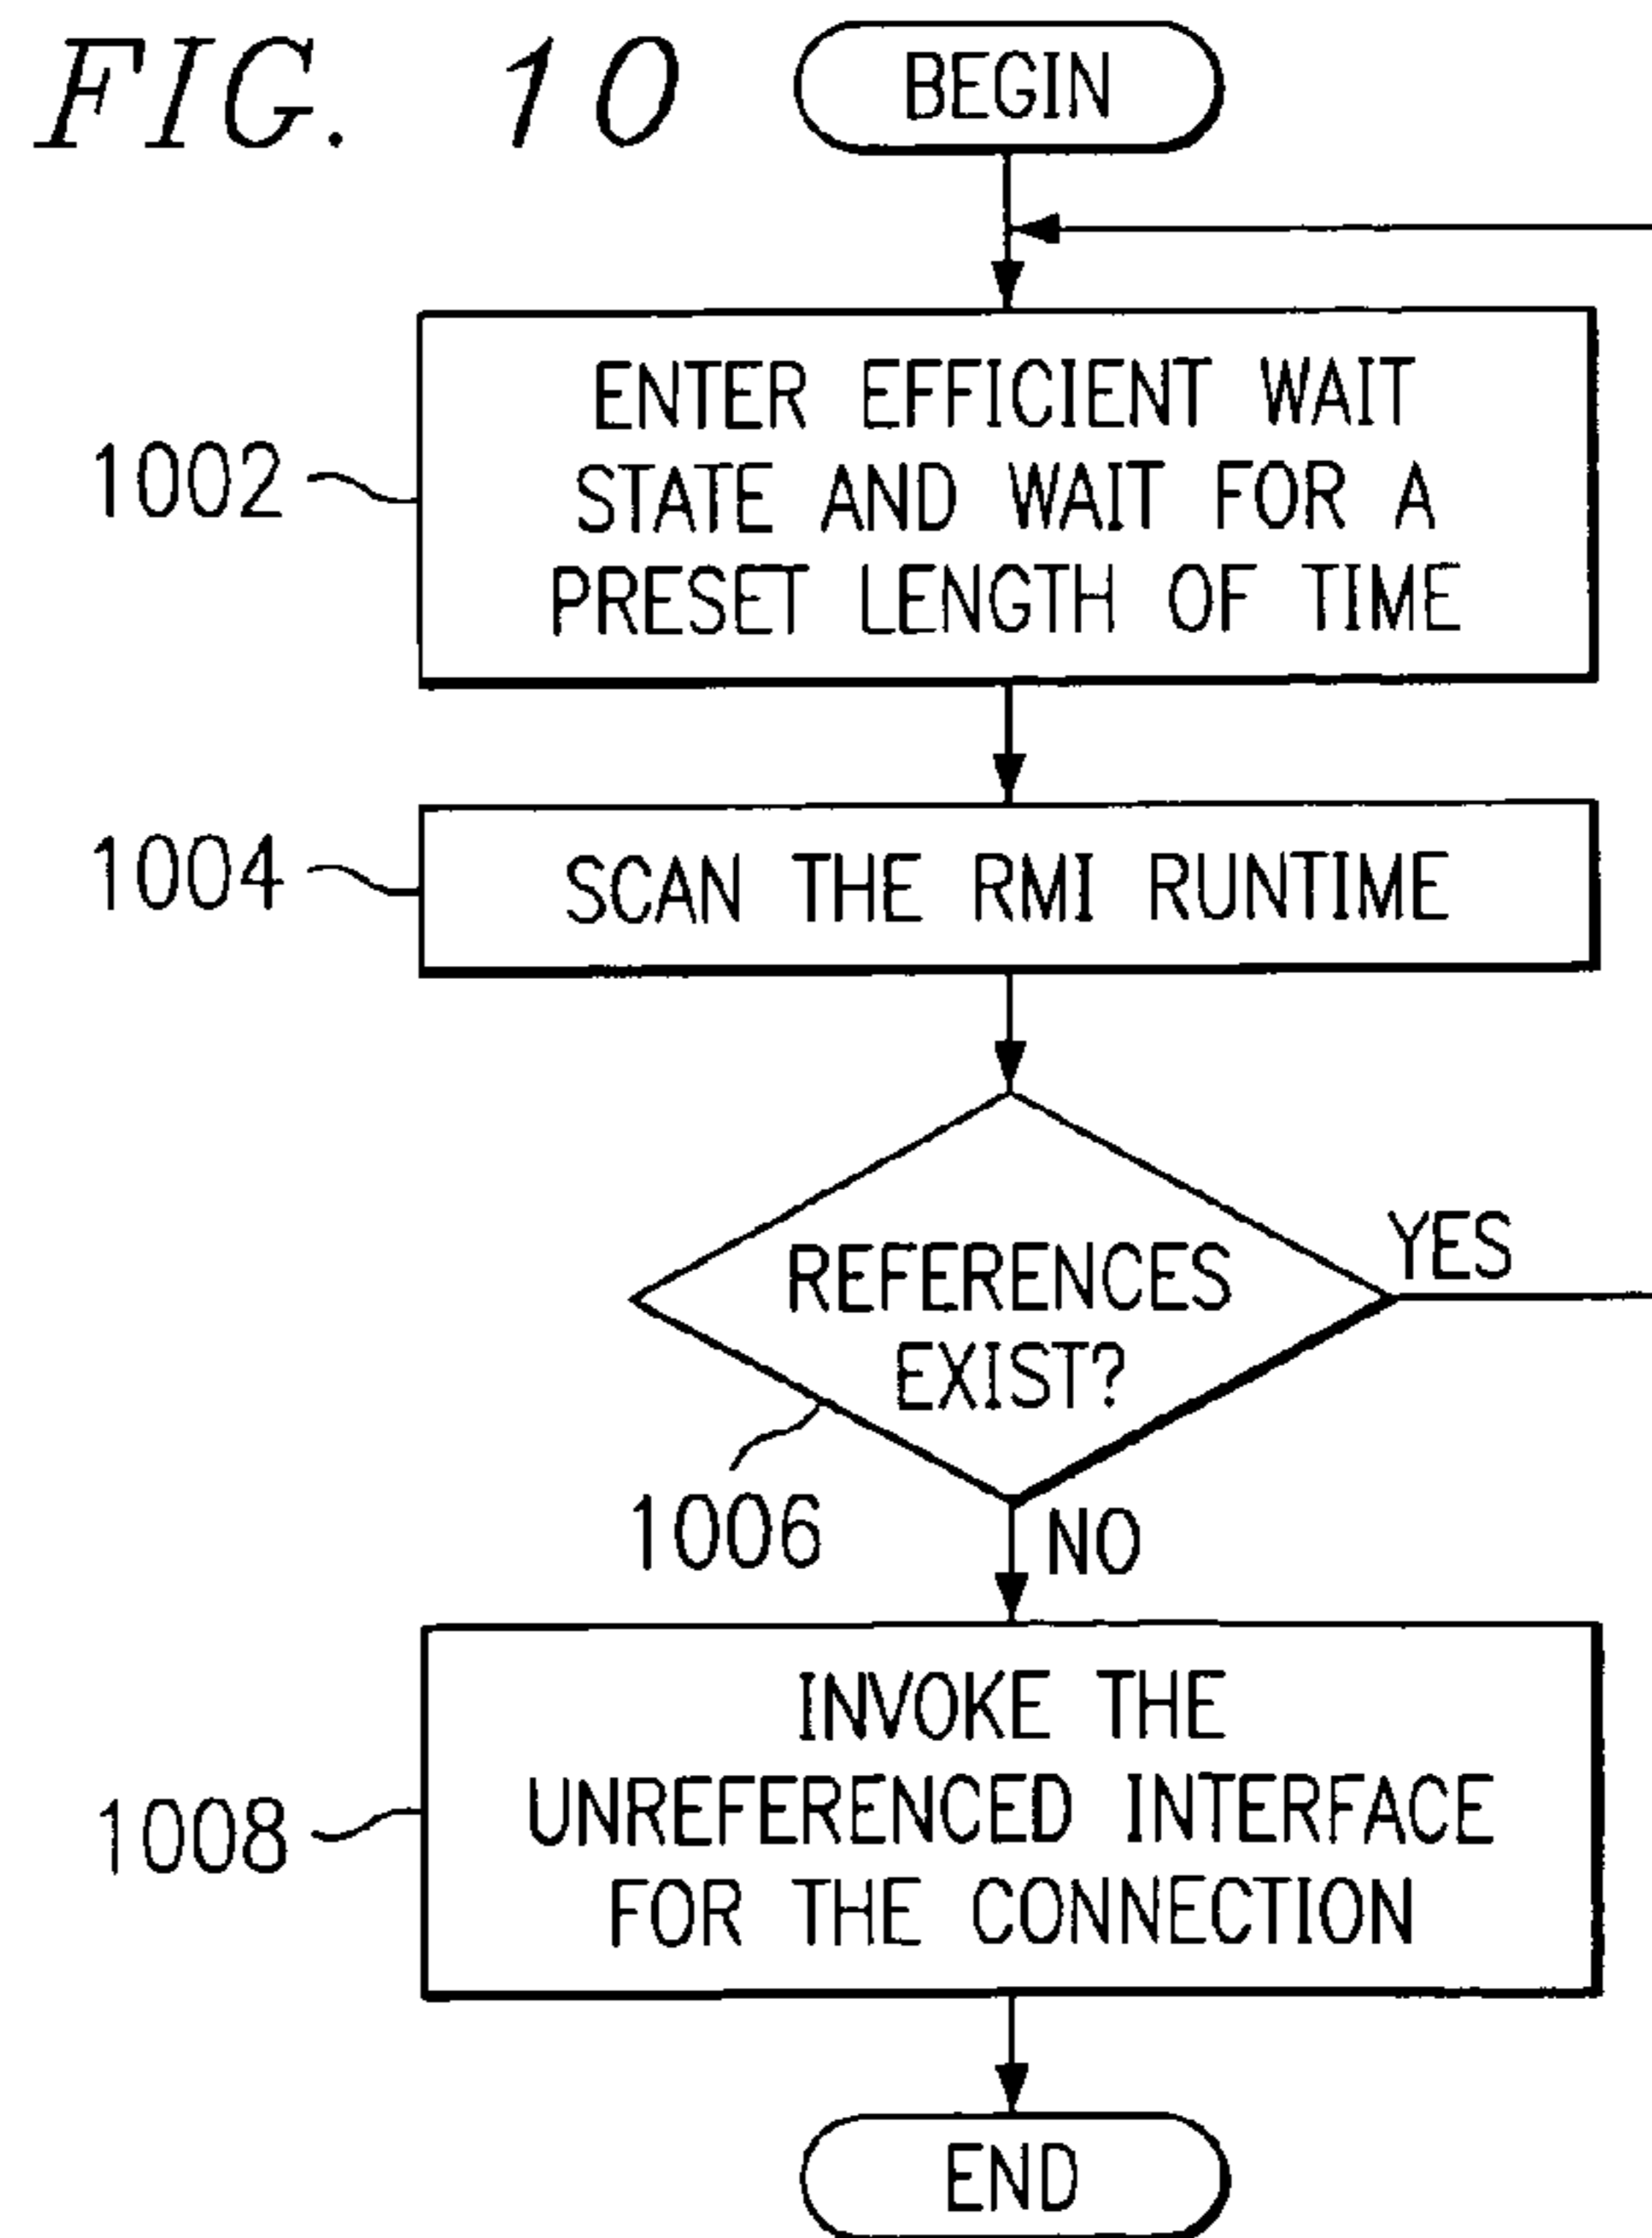 FIG. 10
BEGIN
1002
ENTER EFFICIENT WAIT
STATE AND WAIT FOR A
PRESET LENGTH OF TIME
1004
SCAN THE RMI RUNTIME
REFERENCES
EXIST?
YES
1006
NO
1008
INVOKE THE
UNREFERENCED INTERFACE
FOR THE CONNECTION
END